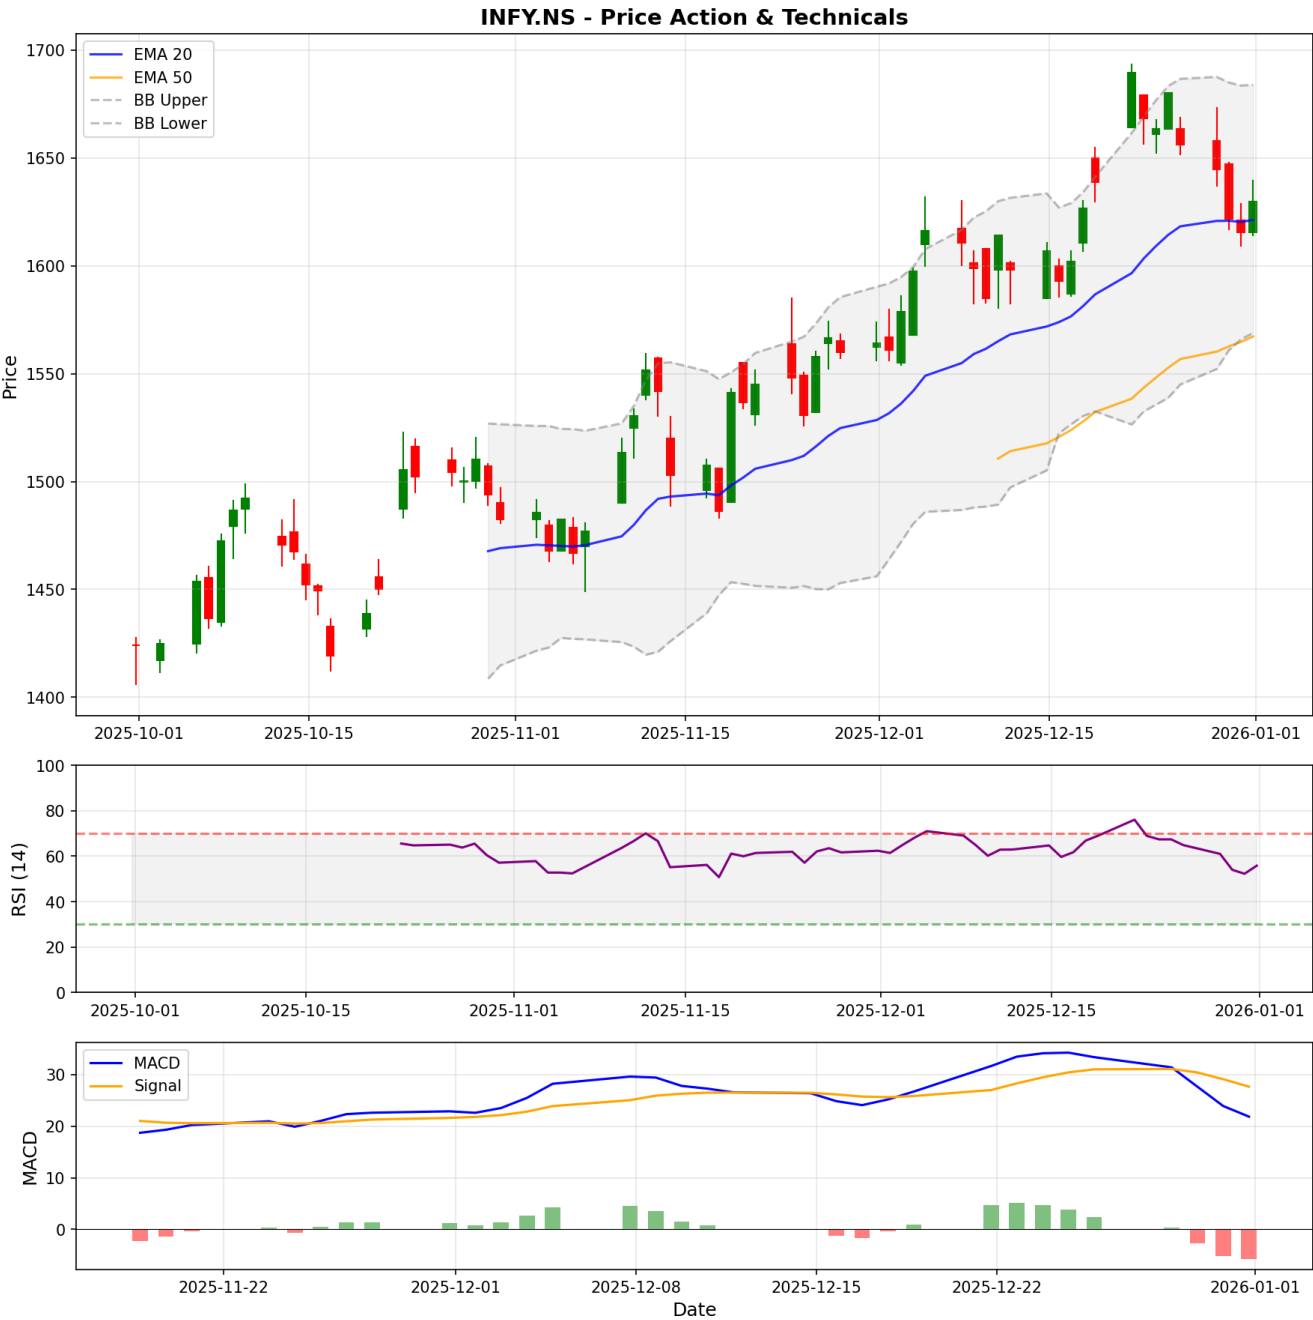 INFY.NS - Price Action & Technicals
EMA 20
EMA 50
BB Upper
BB Lower
Price
1700
1650
1600
1550
1500
1450
1400
2025-10-01 2025-10-15 2025-11-01 2025-11-15 2025-12-01 2025-12-15 2026-01-01
RSI (14)
100
80
60
40
20
0
2025-10-01 2025-10-15 2025-11-01 2025-11-15 2025-12-01 2025-12-15 2026-01-01
MACD
Signal
MACD
30
20
10
0
2025-11-22 2025-12-01 2025-12-08 2025-12-15 2025-12-22 2026-01-01
Date